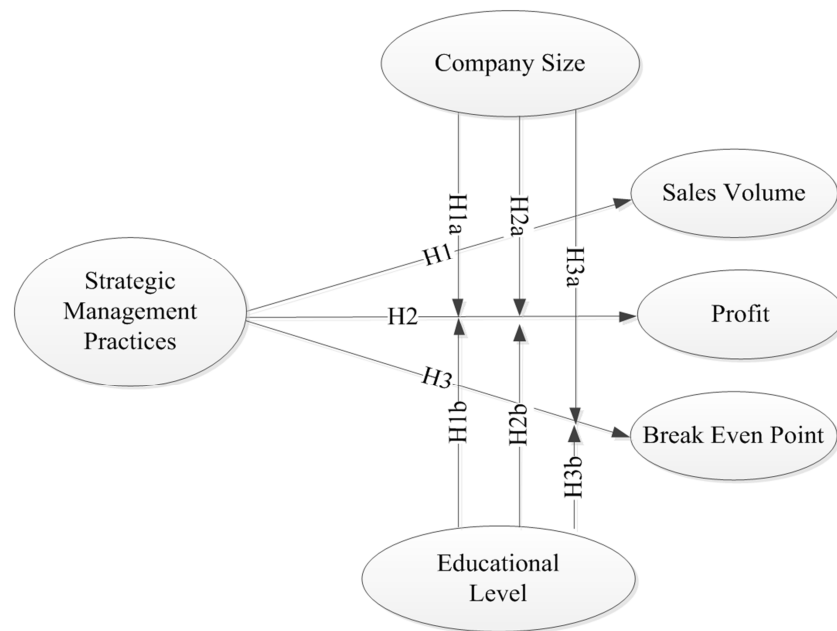 Company Size
Sales Volume
H1a
H2a
H3a
H1
Strategic
Management
Practices
H2
Profit
H3
H1b
H2b
H3b
Break Even Point
Educational
Level